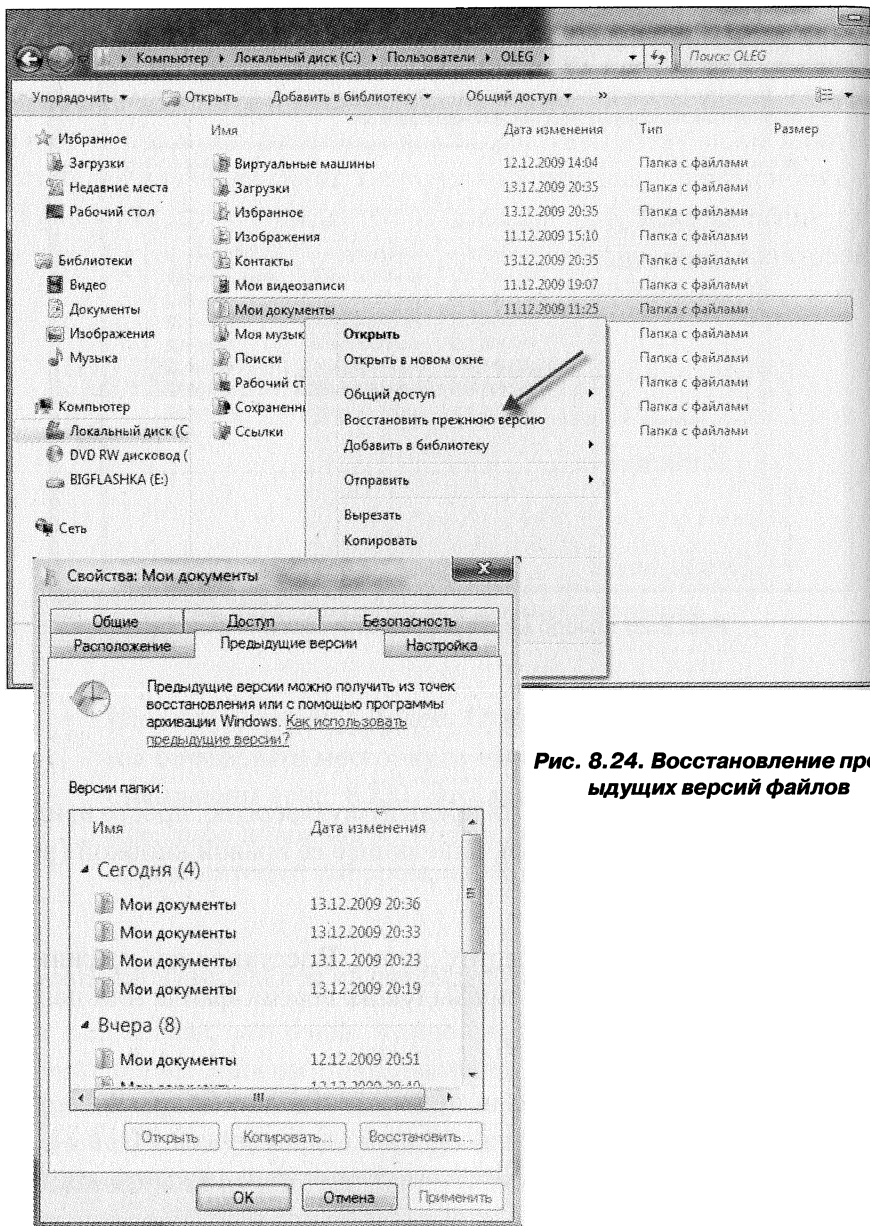 Компьютер ▸ Локальный диск (C:) ▸ Пользователи ▸ OLEG ▸
Поиск: OLEG
Упорядочить ▾ Открыть Добавить в библиотеку ▾ Общий доступ ▾ »
Имя Дата изменения Тип Размер
Избранное
Загрузки
Недавние места
Рабочий стол
Библиотеки
Видео
Документы
Изображения
Музыка
Компьютер
Локальный диск (C
DVD RW дисковод (
BIGFLASHKA (E:)
Сеть
Виртуальные машины 12.12.2009 14:04 Папка с файлами
Загрузки 13.12.2009 20:35 Папка с файлами
Избранное 13.12.2009 20:35 Папка с файлами
Изображения 11.12.2009 15:10 Папка с файлами
Контакты 13.12.2009 20:35 Папка с файлами
Мои видеозаписи 11.12.2009 19:07 Папка с файлами
Мои документы 11.12.2009 11:25 Папка с файлами
Моя музык Папка с файлами
Поиски Папка с файлами
Рабочий ст Папка с файлами
Сохраненн Папка с файлами
Ссылки Папка с файлами
Открыть
Открыть в новом окне
Общий доступ
Восстановить прежнюю версию
Добавить в библиотеку
Отправить
Вырезать
Копировать
Свойства: Мои документы
Общие Доступ Безопасность
Расположение Предыдущие версии Настройка
Предыдущие версии можно получить из точек
восстановления или с помощью программы
архивации Windows. Как использовать
предыдущие версии?
Версии папки:
Имя Дата изменения
Сегодня (4)
Мои документы 13.12.2009 20:36
Мои документы 13.12.2009 20:33
Мои документы 13.12.2009 20:23
Мои документы 13.12.2009 20:19
Вчера (8)
Мои документы 12.12.2009 20:51
Открыть Копировать... Восстановить...
OK Отмена Применить
Рис. 8.24. Восстановление пре
ыдущих версий файлов